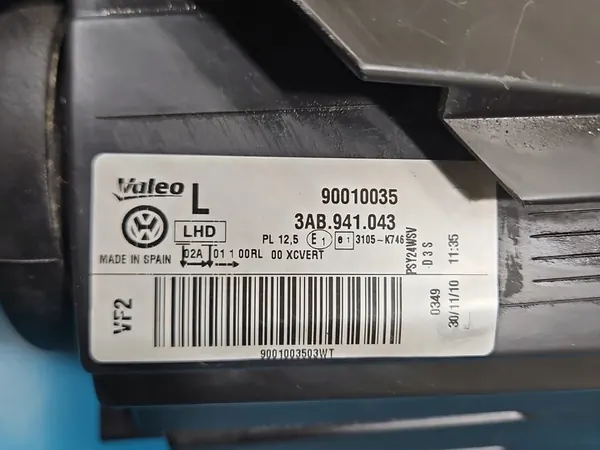 Valeo L 90010035
3AB.941.043
LHD
PL 12,5 E1 e1 3105-K746
02A 01 1 00RL 00 XCVERT
MADE IN SPAIN
VF2
9001003503WT
PSY24WSV
D3S
0349
30/11/10 11:35